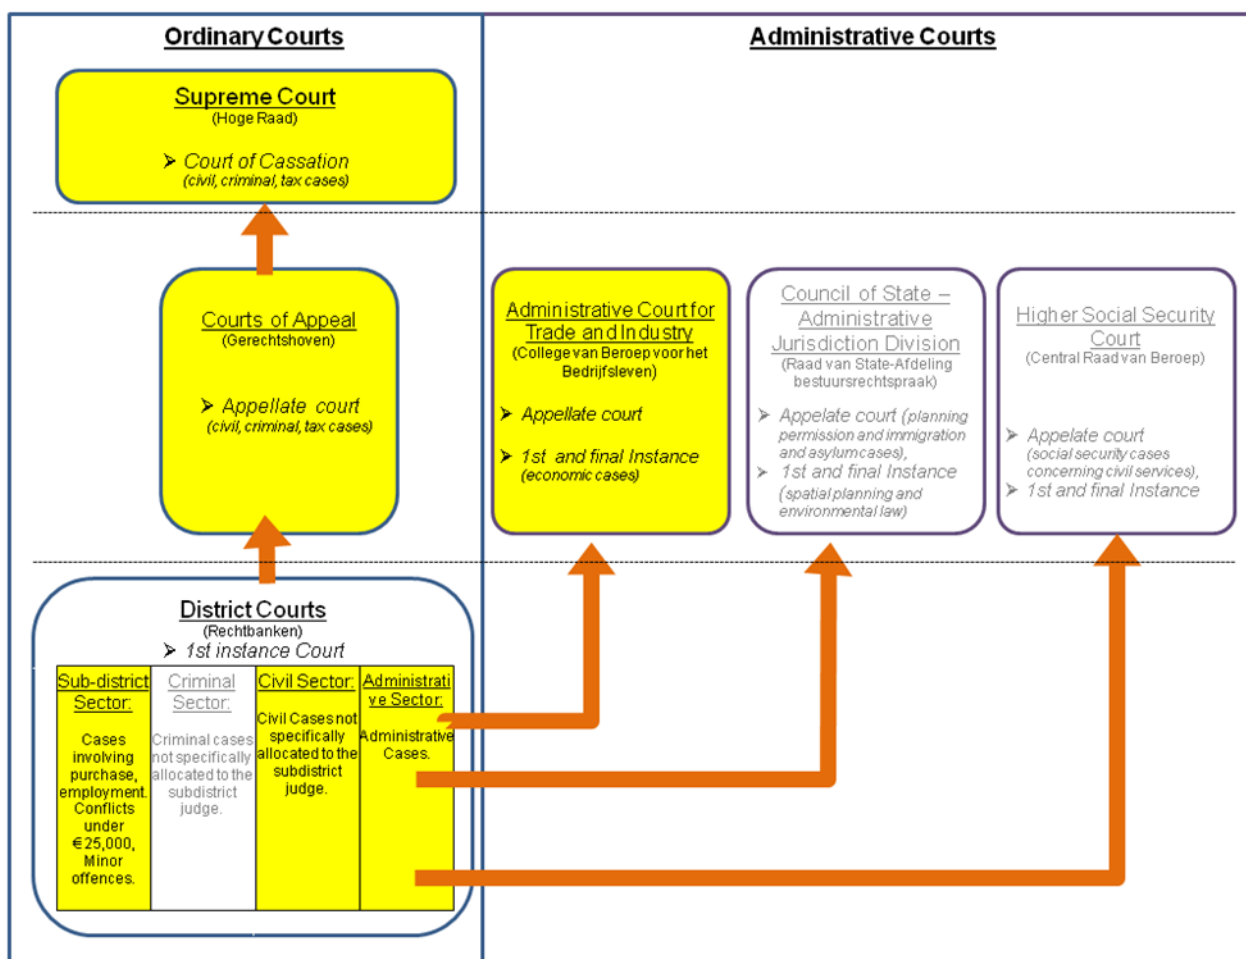 Ordinary Courts
Administrative Courts
Supreme Court
(Hoge Raad)
➢ Court of Cassation
(civil, criminal, tax cases)
Courts of Appeal
(Gerechtshoven)
➢ Appellate court
(civil, criminal, tax cases)
Administrative Court for
Trade and Industry
(College van Beroep voor het
Bedrijfsleven)
➢ Appellate court
➢ 1st and final Instance
(economic cases)
Council of State –
Administrative
Jurisdiction Division
(Raad van State-Afdeling
bestuursrechtspraak)
➢ Appelate court (planning
permission and immigration
and asylum cases),
➢ 1st and final Instance
(spatial planning and
environmental law)
Higher Social Security
Court
(Central Raad van Beroep)
➢ Appelate court
(social security cases
concerning civil services),
➢ 1st and final Instance
District Courts
(Rechtbanken)
➢ 1st instance Court
Sub-district
Sector:
Cases
involving
purchase,
employment.
Conflicts
under
€25,000,
Minor
offences.
Criminal
Sector:
Criminal cases
not specifically
allocated to the
subdistrict
judge.
Civil Sector:
Civil Cases not
specifically
allocated to the
subdistrict
judge.
Administrati
ve Sector:
Administrative
Cases.